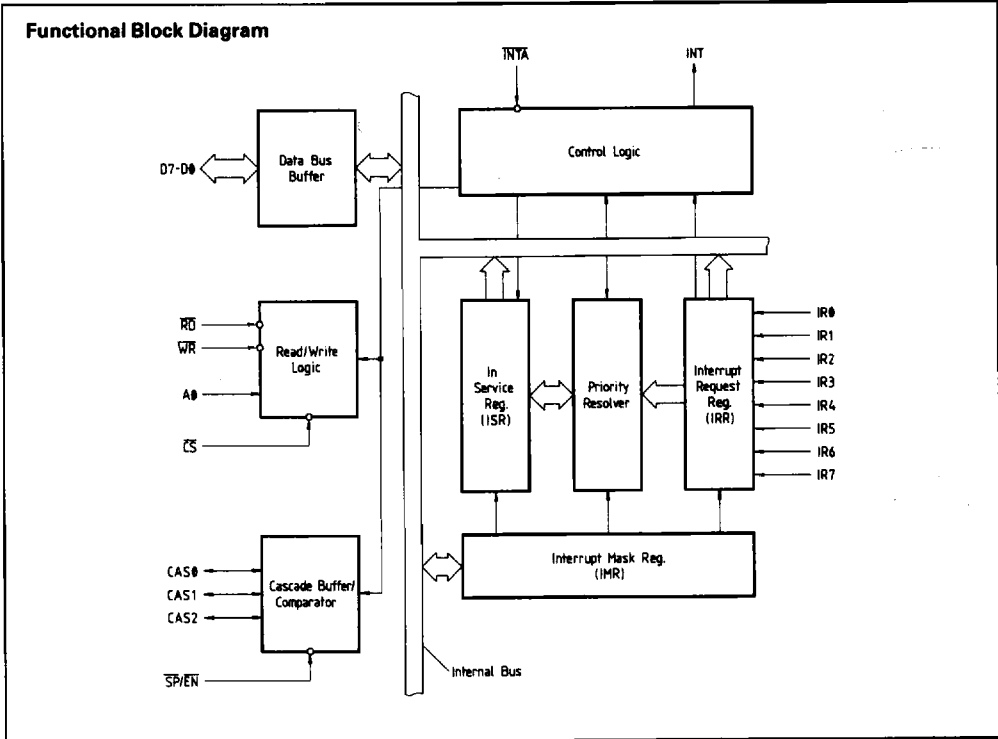 Functional Block Diagram
INTA
INT
D7-D0
Data Bus
Buffer
Control Logic
RD
WR
A0
CS
Read/Write
Logic
In
Service
Reg.
(ISR)
Priority
Resolver
Interrupt
Request
Reg.
(IRR)
IR0
IR1
IR2
IR3
IR4
IR5
IR6
IR7
CAS0
CAS1
CAS2
Cascade Buffer/
Comparator
SP/EN
Interrupt Mask Reg.
(IMR)
Internal Bus